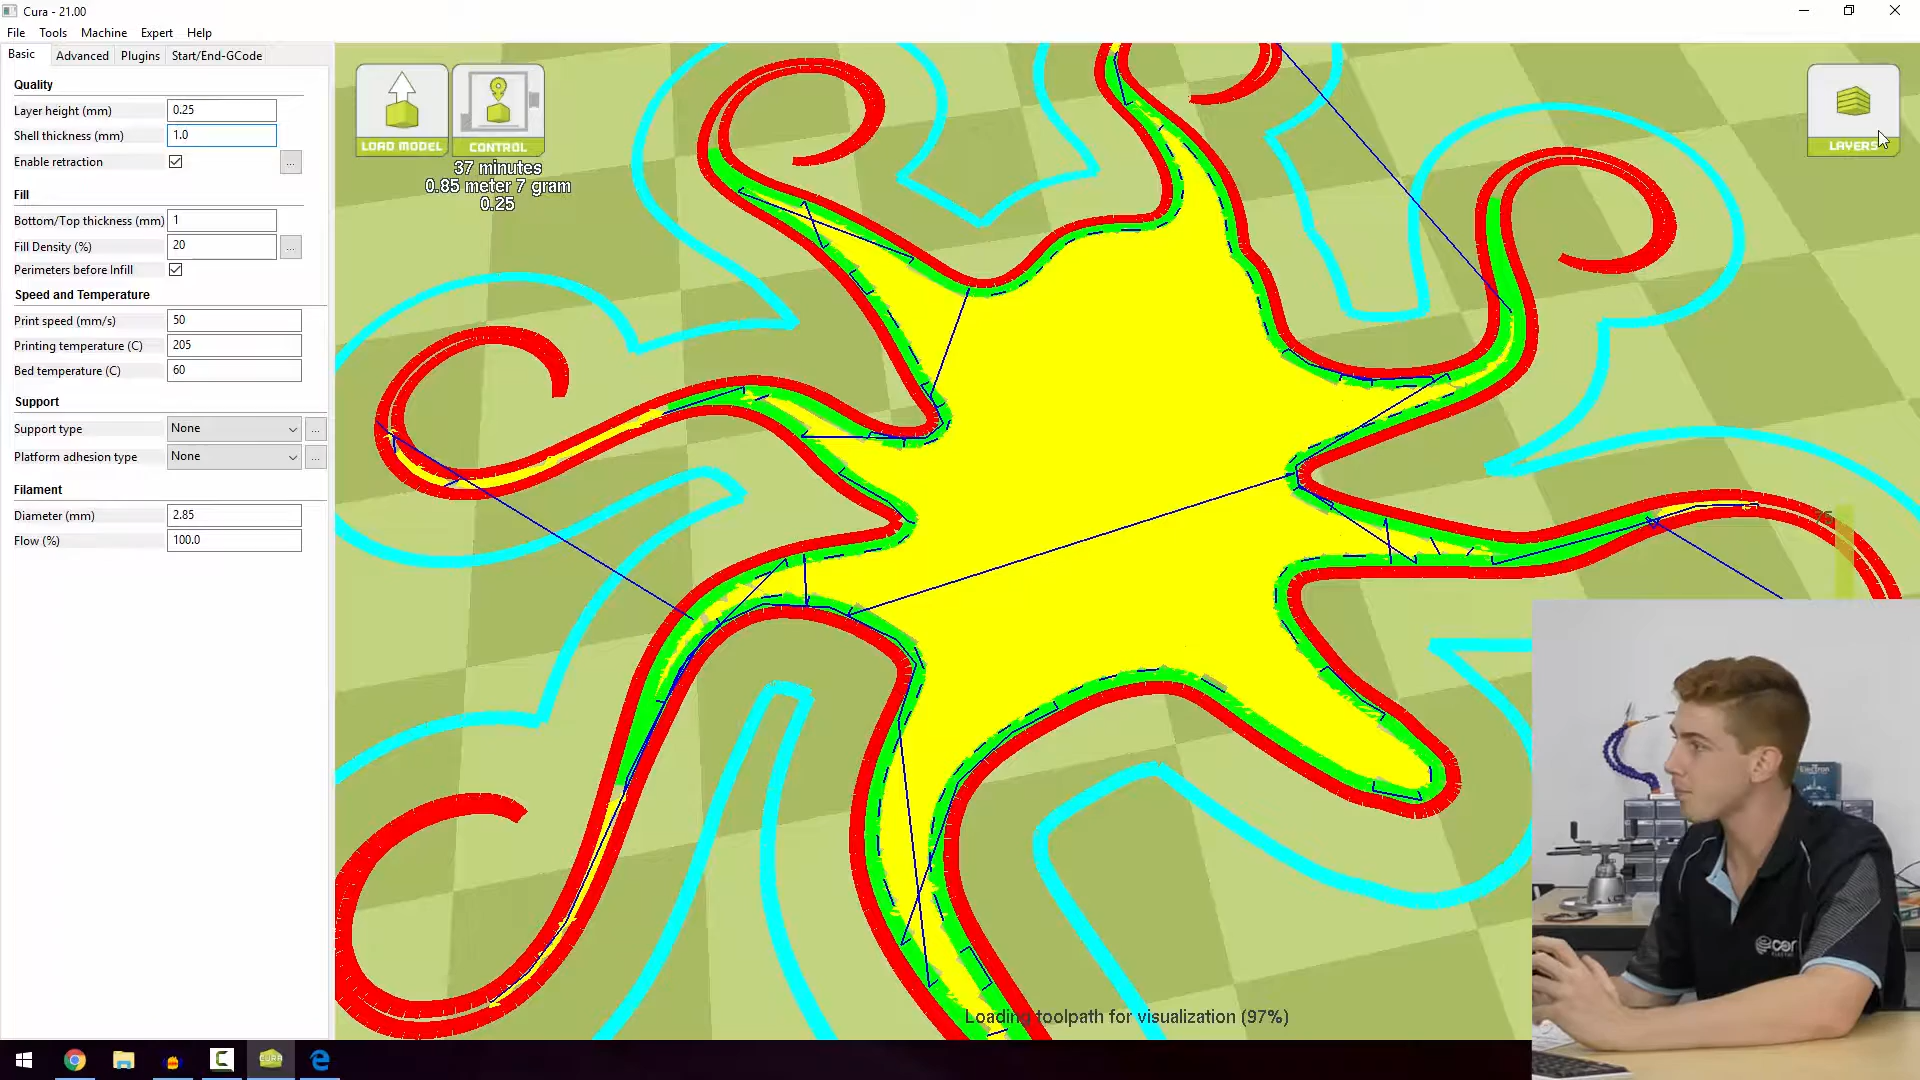 Cura - 21.00
File Tools Machine Expert Help
Basic Advanced Plugins Start/End-GCode
Quality
Layer height (mm) 0.25
Shell thickness (mm) 1.0
Enable retraction ...
Fill
Bottom/Top thickness (mm) 1
Fill Density (%) 20 ...
Perimeters before Infill
Speed and Temperature
Print speed (mm/s) 50
Printing temperature (C) 205
Bed temperature (C) 60
Support
Support type None ...
Platform adhesion type None ...
Filament
Diameter (mm) 2.85
Flow (%) 100.0
LOAD MODEL
CONTROL
37 minutes
0.85 meter 7 gram
0.25
LAYERS
Loading toolpath for visualization (97%)
CURA